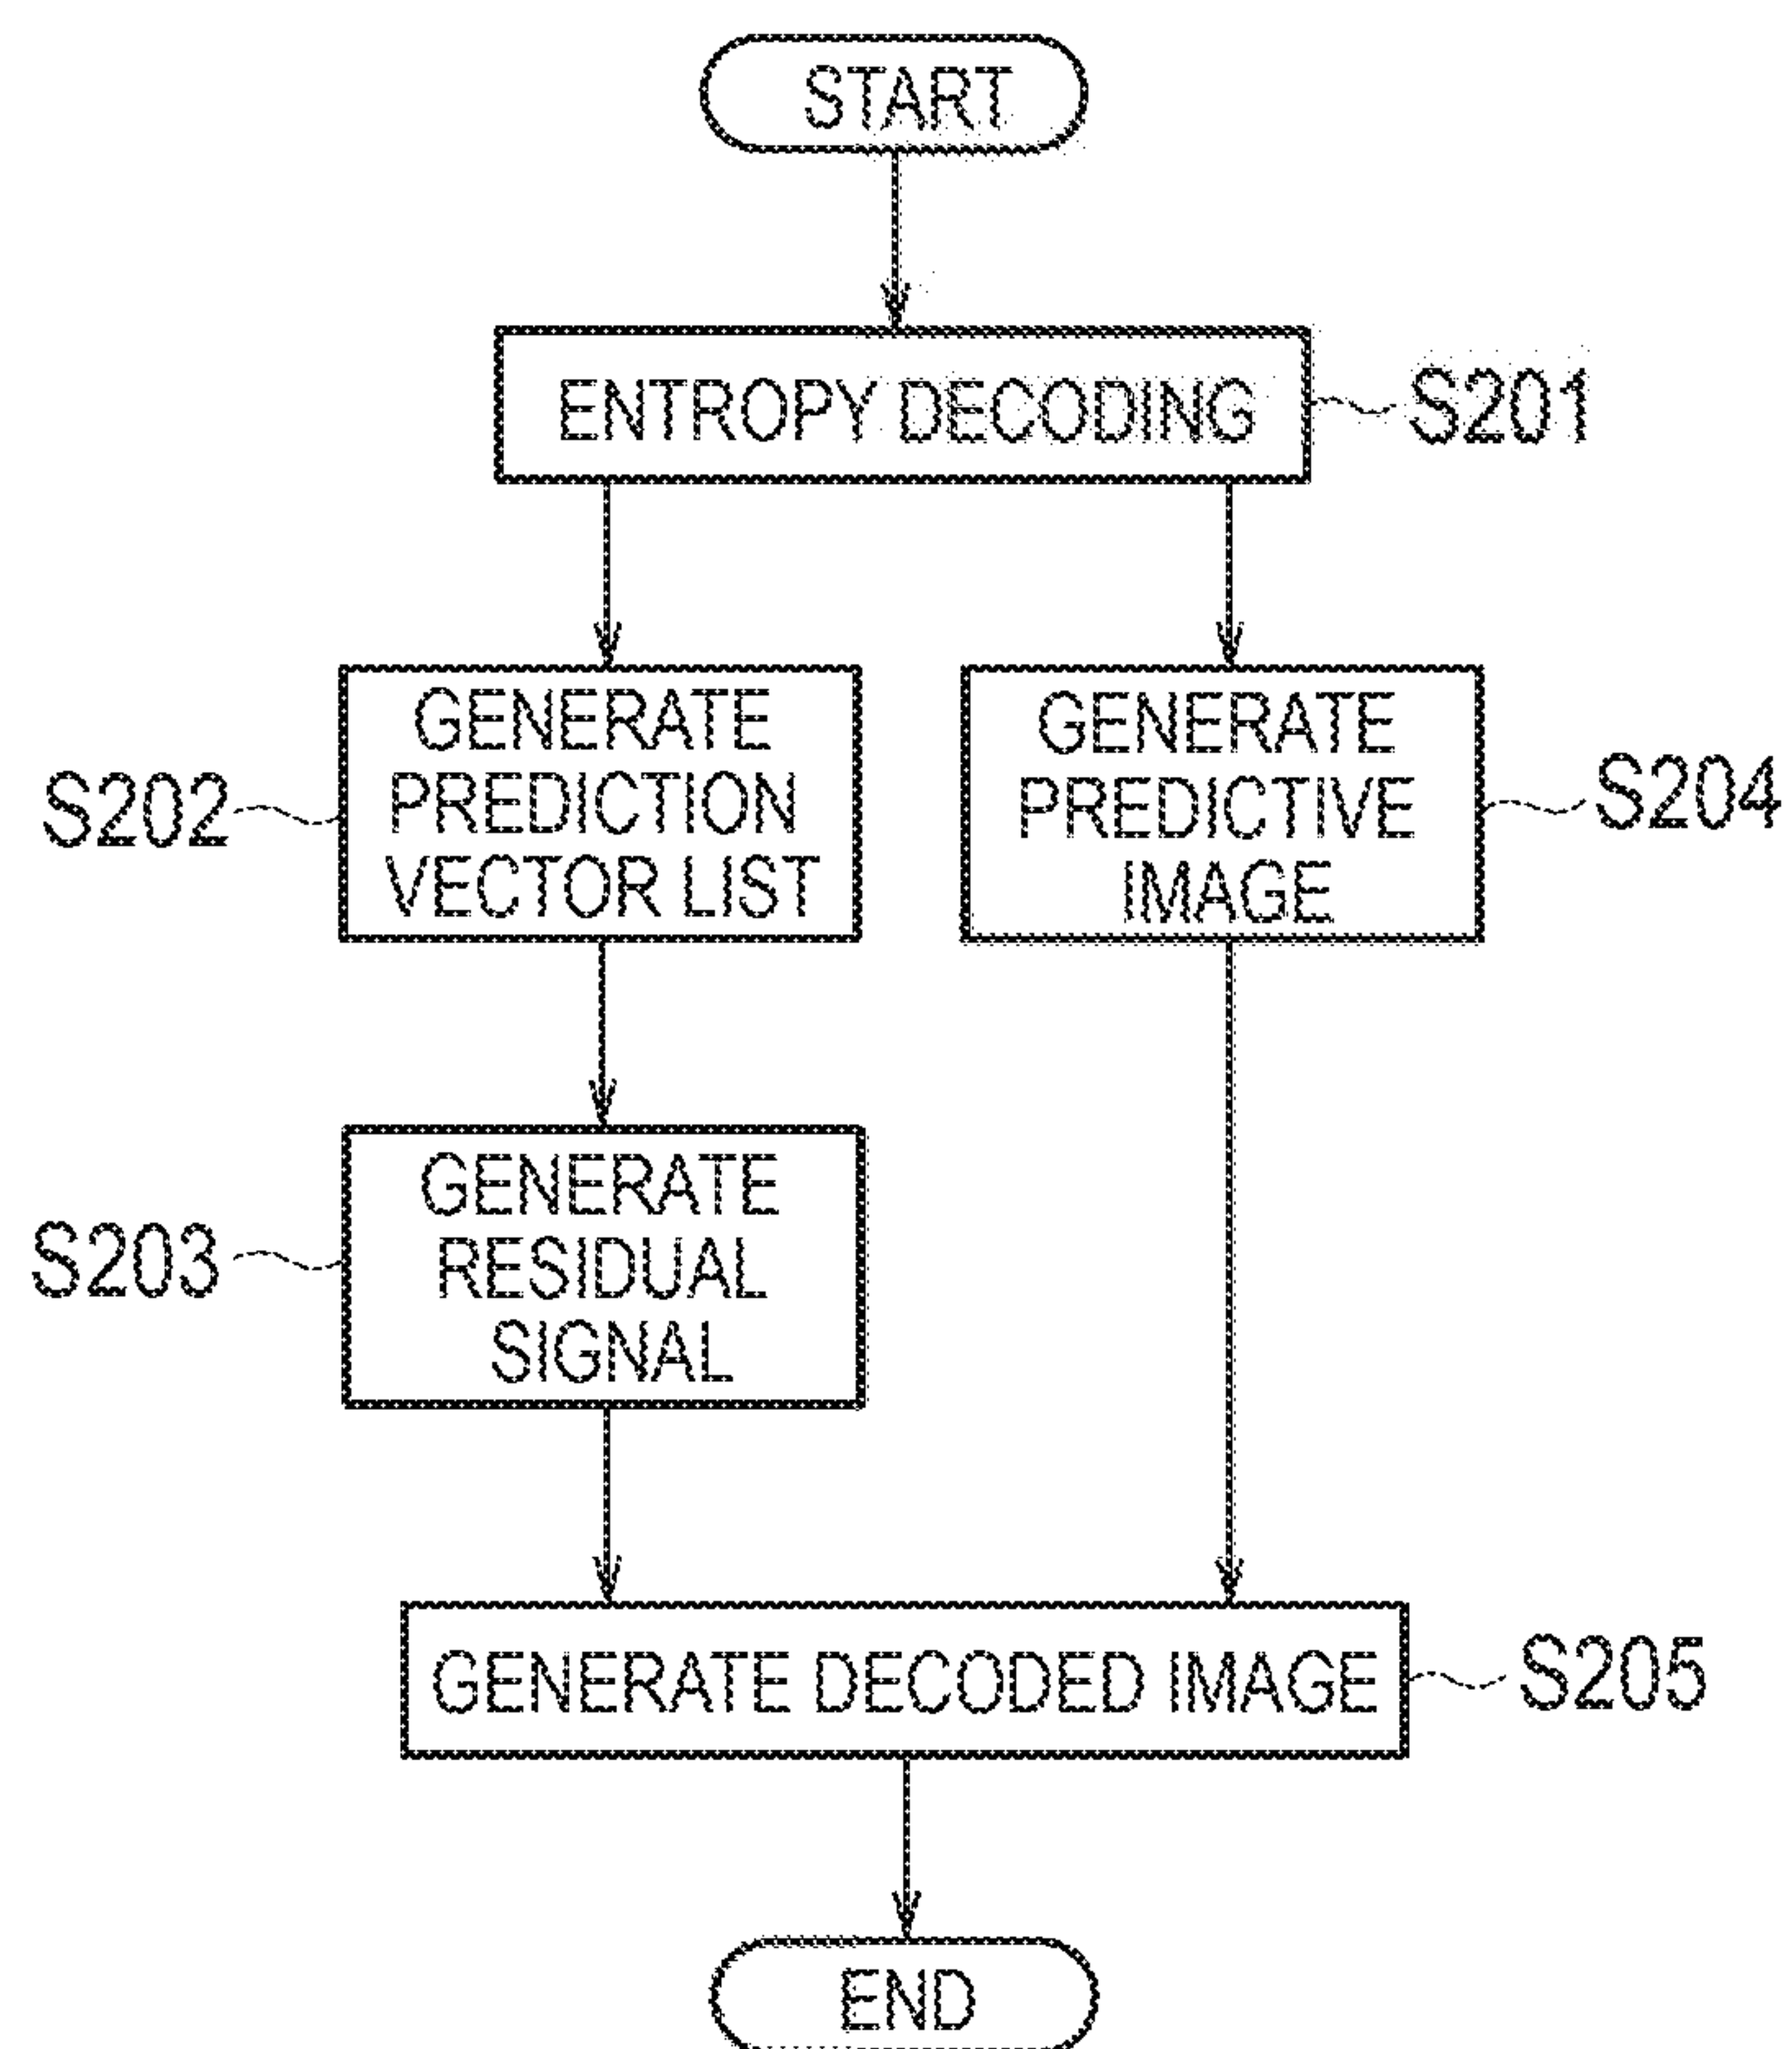 START
ENTROPY DECODING
S201
GENERATE
PREDICTION
VECTOR LIST
S202
GENERATE
PREDICTIVE
IMAGE
S204
GENERATE
RESIDUAL
SIGNAL
S203
GENERATE DECODED IMAGE
S205
END